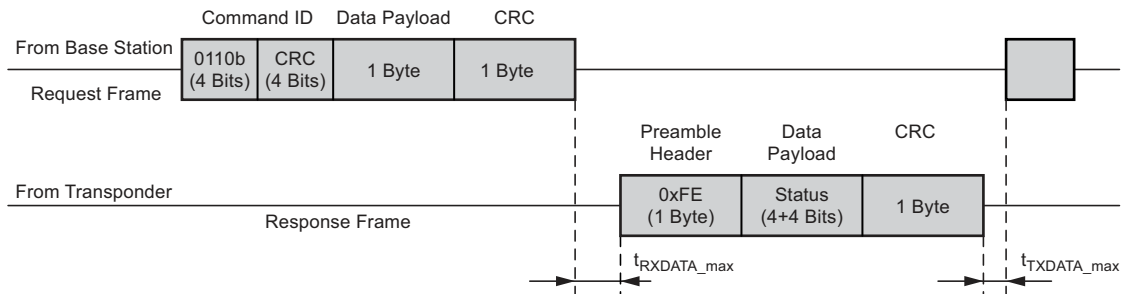 Command ID Data Payload CRC
From Base Station
0110b
(4 Bits)
CRC
(4 Bits)
1 Byte
1 Byte
Request Frame
Preamble
Header
Data
Payload
CRC
From Transponder
0xFE
(1 Byte)
Status
(4+4 Bits)
1 Byte
Response Frame
tRXDATA_max
tTXDATA_max